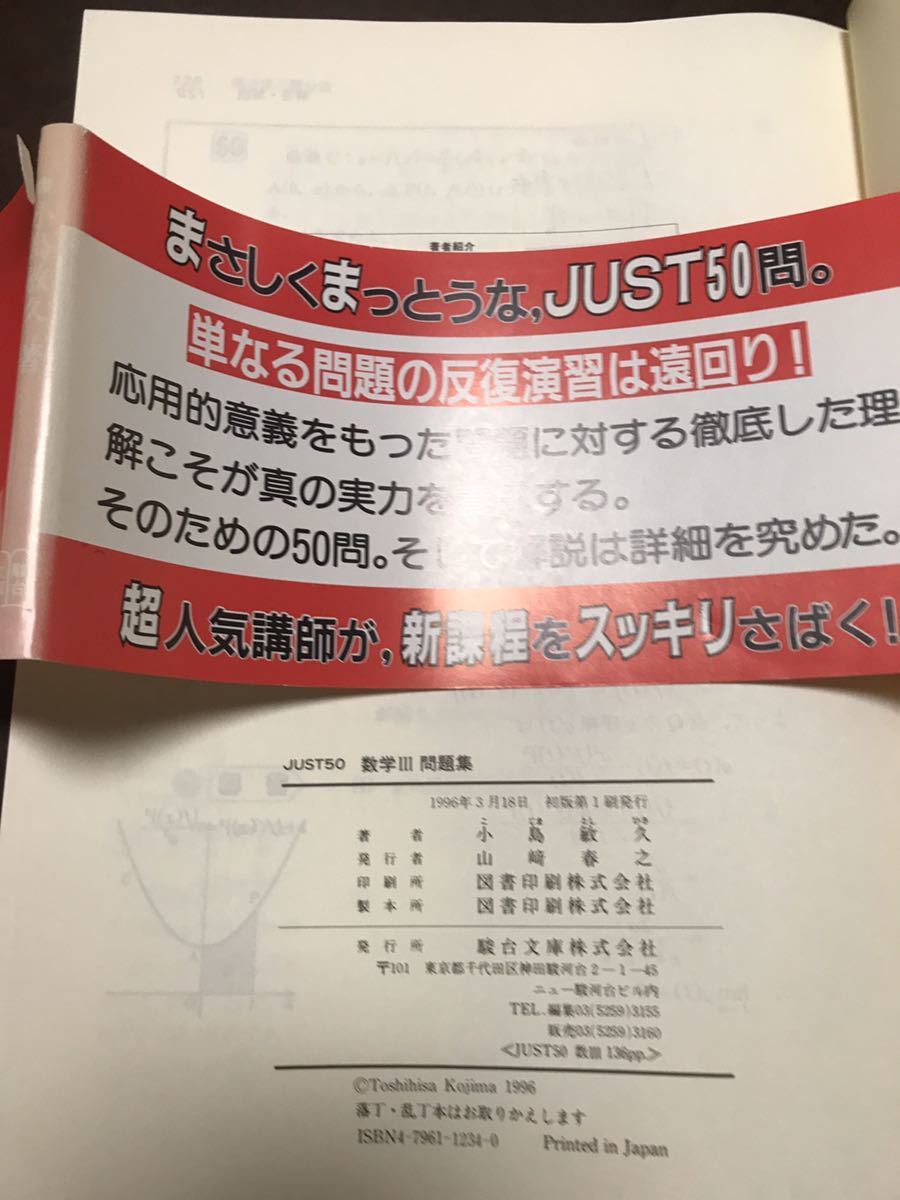 著者紹介
まさしくまっとうな,JUST50問。
単なる問題の反復演習は遠回り!
応用的意義をもった題に対する徹底した理
解こそが真の実力をする。
そのための50問。そして解説は詳細を究めた。
超人気講師が,新課程をスッキリさばく!
JUST50 数学III 問題集
1996年3月18日 初版第1刷発行
こ じま とし ひさ
著者 小島敏久
発行者 山﨑春之
印刷所 図書印刷株式会社
製本所 図書印刷株式会社
発行所 駿台文庫株式会社
〒101 東京都千代田区神田駿河台2-1-45
ニュー駿河台ビル内
TEL.編集03(5259)3155
販売03(5259)3160
<JUST50 数III 136pp.>
©Toshihisa Kojima 1996
落丁・乱丁本はお取りかえします
ISBN4-7961-1234-0 Printed in Japan